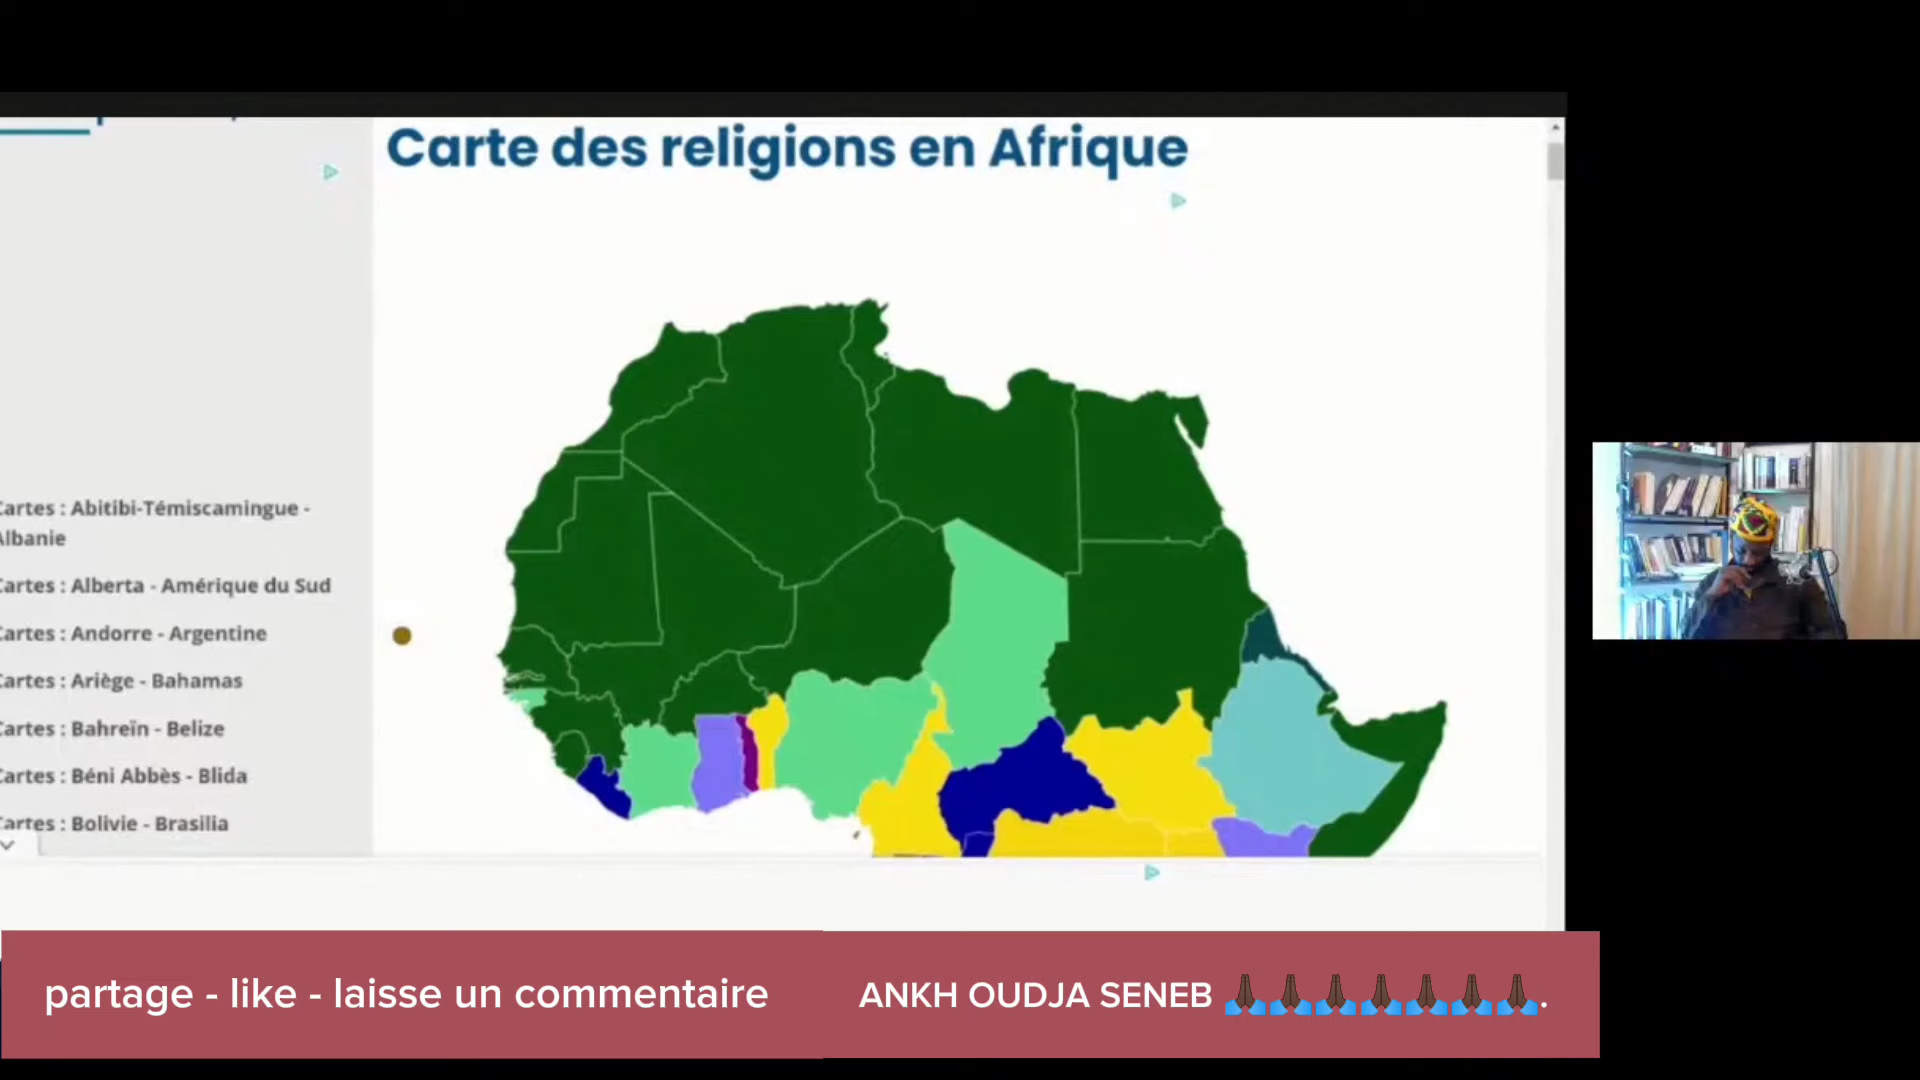 Carte des religions en Afrique
Cartes : Abitibi-Témiscamingue -
Albanie
Cartes : Alberta - Amérique du Sud
Cartes : Andorre - Argentine
Cartes : Ariège - Bahamas
Cartes : Bahreïn - Belize
Cartes : Béni Abbès - Blida
Cartes : Bolivie - Brasilia
partage - like - laisse un commentaire
ANKH OUDJA SENEB 🙏🏿🙏🏿🙏🏿🙏🏿🙏🏿🙏🏿🙏🏿.